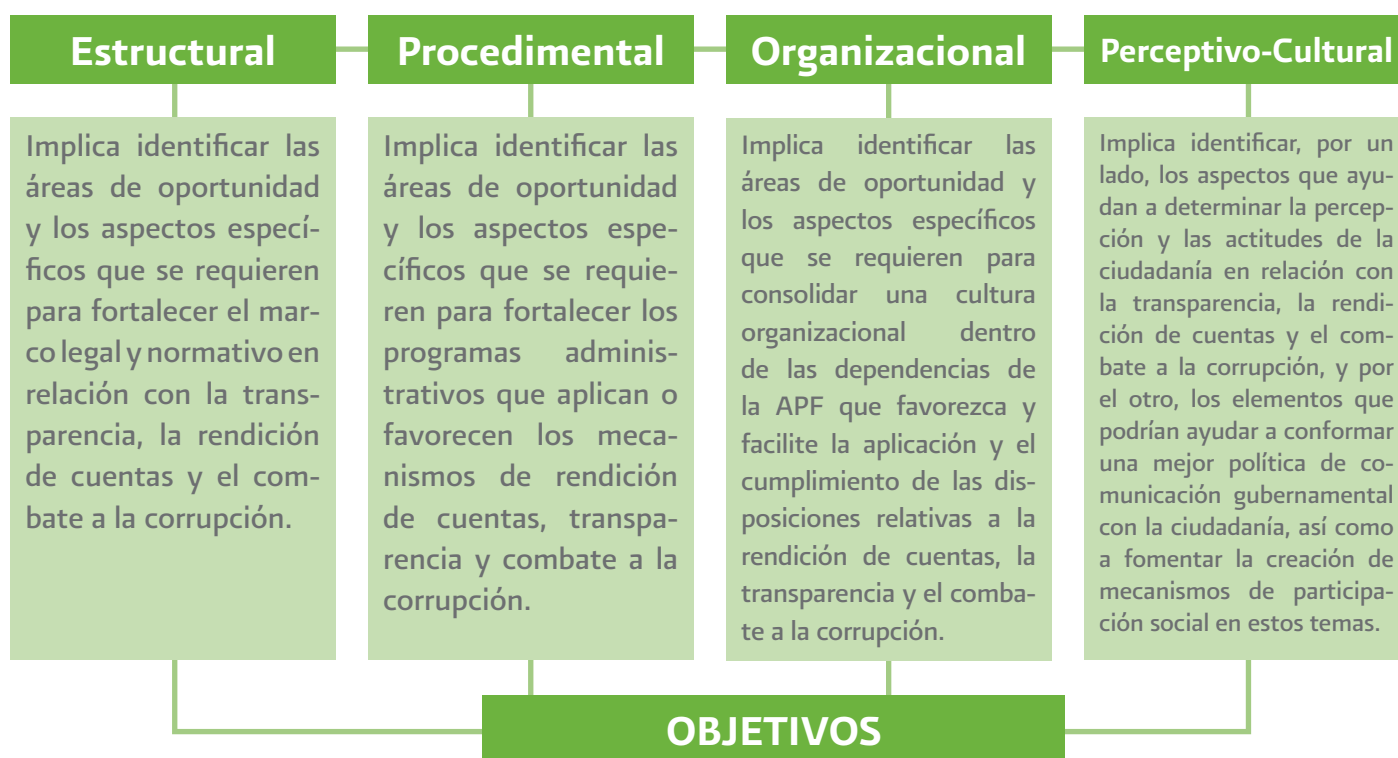 Estructural
Procedimental
Organizacional
Perceptivo-Cultural
Implica identificar las
áreas de oportunidad
y los aspectos especí-
ficos que se requieren
para fortalecer el mar-
co legal y normativo en
relación con la trans-
parencia, la rendición
de cuentas y el com-
bate a la corrupción.
Implica identificar las
áreas de oportunidad
y los aspectos espe-
cíficos que se requie-
ren para fortalecer los
programas adminis-
trativos que aplican o
favorecen los meca-
nismos de rendición
de cuentas, transpa-
rencia y combate a la
corrupción.
Implica identificar las
áreas de oportunidad y
los aspectos específicos
que se requieren para
consolidar una cultura
organizacional dentro
de las dependencias de
la APF que favorezca y
facilite la aplicación y el
cumplimiento de las dis-
posiciones relativas a la
rendición de cuentas, la
transparencia y el comba-
te a la corrupción.
Implica identificar, por un
lado, los aspectos que ayu-
dan a determinar la percep-
ción y las actitudes de la
ciudadanía en relación con
la transparencia, la rendi-
ción de cuentas y el com-
bate a la corrupción, y por
el otro, los elementos que
podrían ayudar a conformar
una mejor política de co-
municación gubernamental
con la ciudadanía, así como
a fomentar la creación de
mecanismos de participa-
ción social en estos temas.
OBJETIVOS